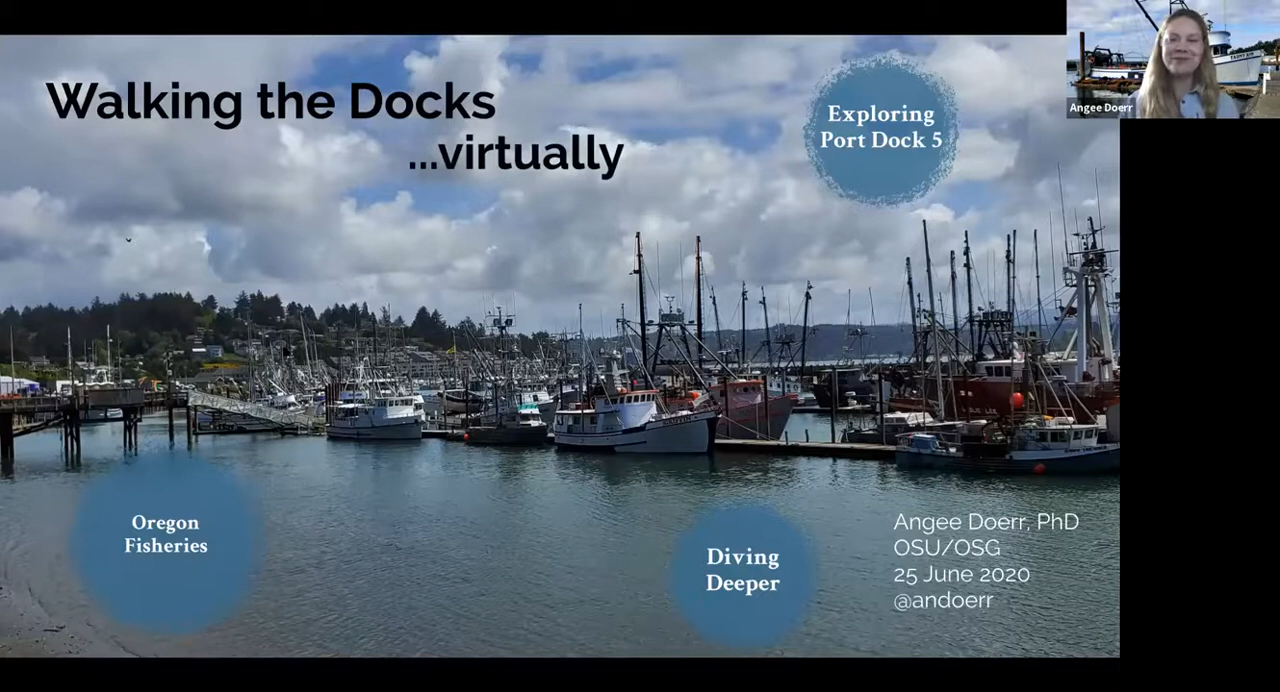 Walking the Docks
...virtually
Exploring
Port Dock 5
Angee Doerr
Oregon
Fisheries
Diving
Deeper
Angee Doerr, PhD
OSU/OSG
25 June 2020
@andoerr